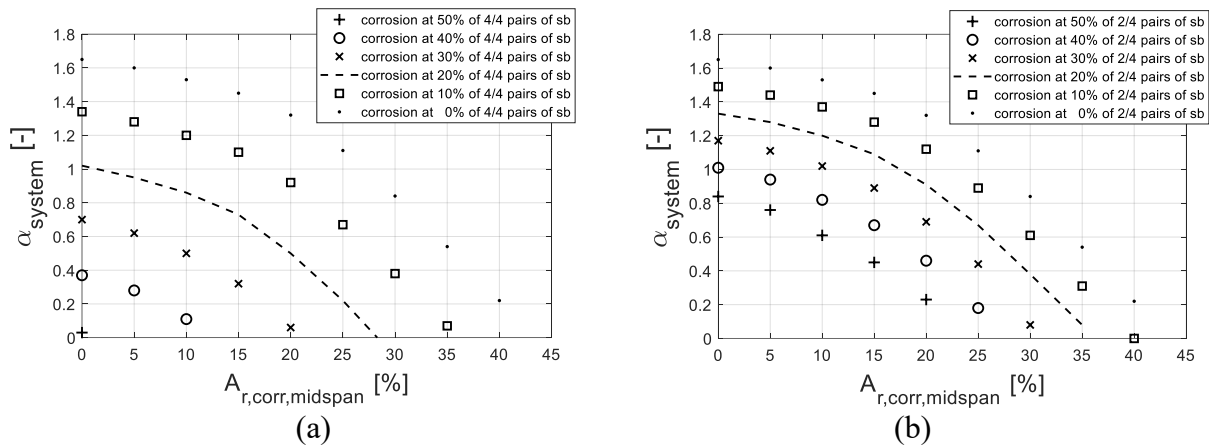 corrosion at 50% of 4/4 pairs of sb
corrosion at 40% of 4/4 pairs of sb
corrosion at 30% of 4/4 pairs of sb
corrosion at 20% of 4/4 pairs of sb
corrosion at 10% of 4/4 pairs of sb
corrosion at 0% of 4/4 pairs of sb
1.8
1.6
1.4
1.2
1
0.8
0.6
0.4
0.2
0
α_system [-]
0 5 10 15 20 25 30 35 40 45
A_r,corr,midspan [%]
(a)
corrosion at 50% of 2/4 pairs of sb
corrosion at 40% of 2/4 pairs of sb
corrosion at 30% of 2/4 pairs of sb
corrosion at 20% of 2/4 pairs of sb
corrosion at 10% of 2/4 pairs of sb
corrosion at 0% of 2/4 pairs of sb
1.8
1.6
1.4
1.2
1
0.8
0.6
0.4
0.2
0
α_system [-]
0 5 10 15 20 25 30 35 40 45
A_r,corr,midspan [%]
(b)